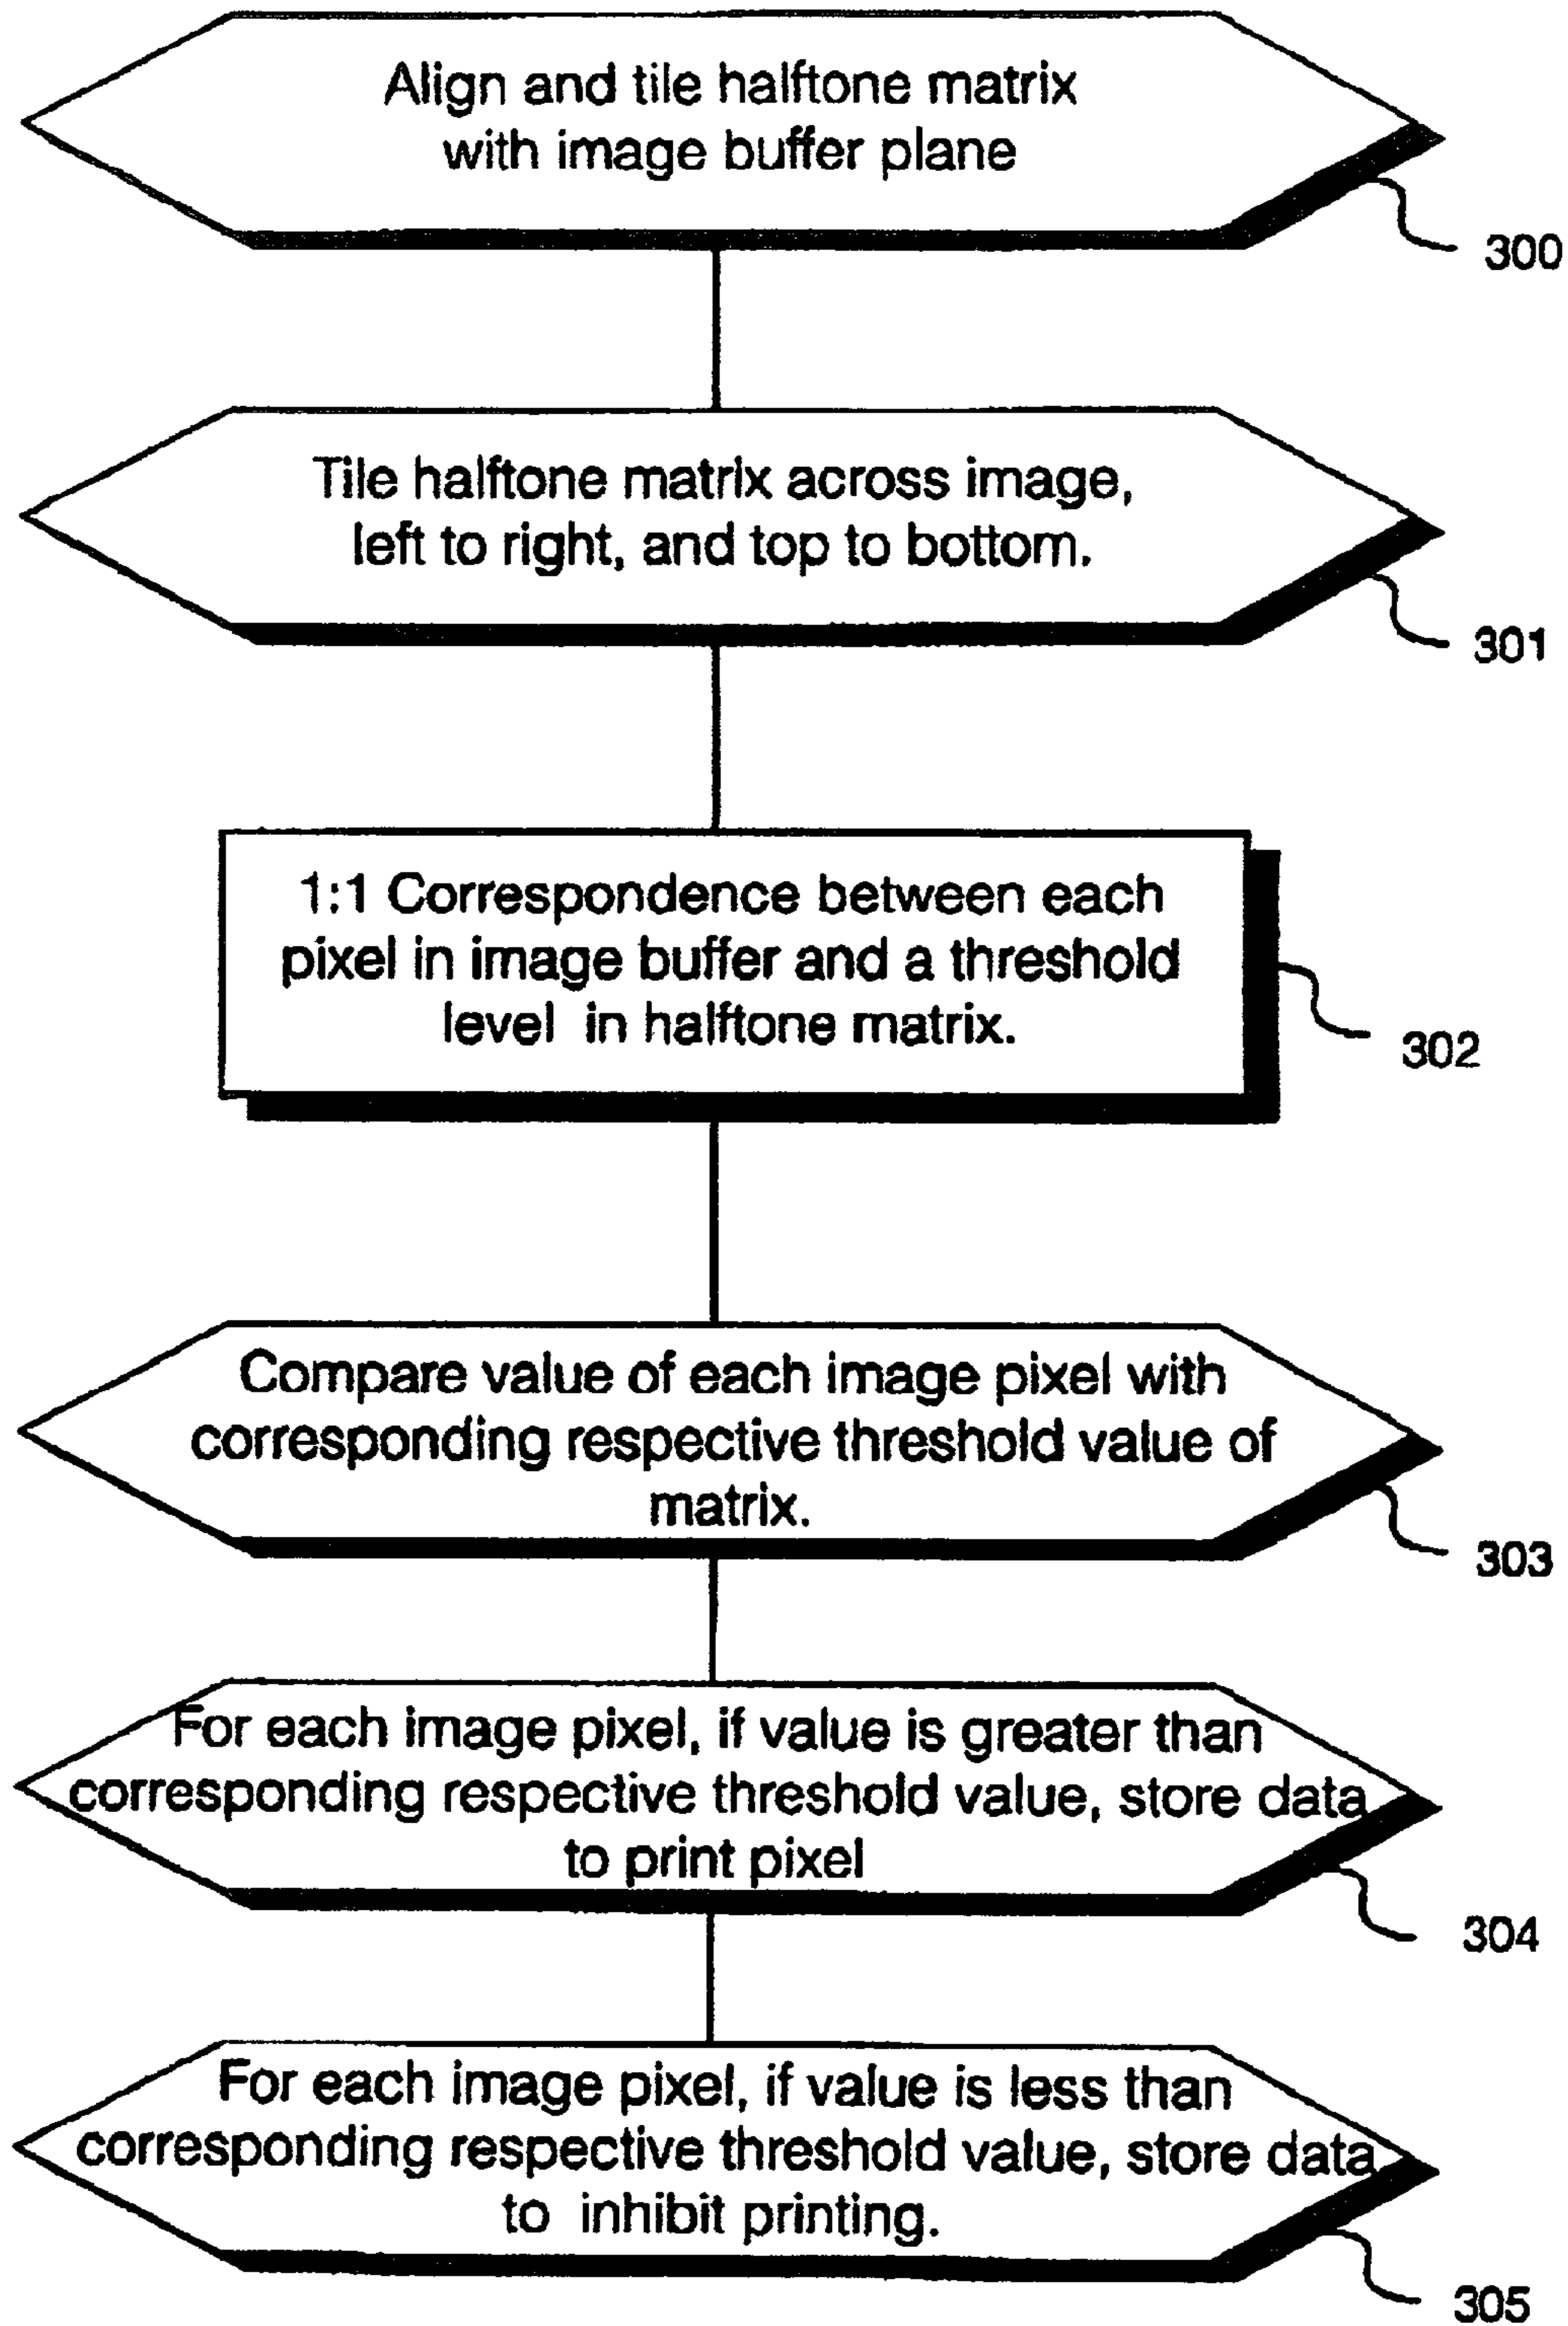 Align and tile halftone matrix
with image buffer plane
300
Tile halftone matrix across image,
left to right, and top to bottom.
301
1:1 Correspondence between each
pixel in image buffer and a threshold
level in halftone matrix.
302
Compare value of each image pixel with
corresponding respective threshold value of
matrix.
303
For each image pixel, if value is greater than
corresponding respective threshold value, store data
to print pixel
304
For each image pixel, if value is less than
corresponding respective threshold value, store data
to inhibit printing.
305